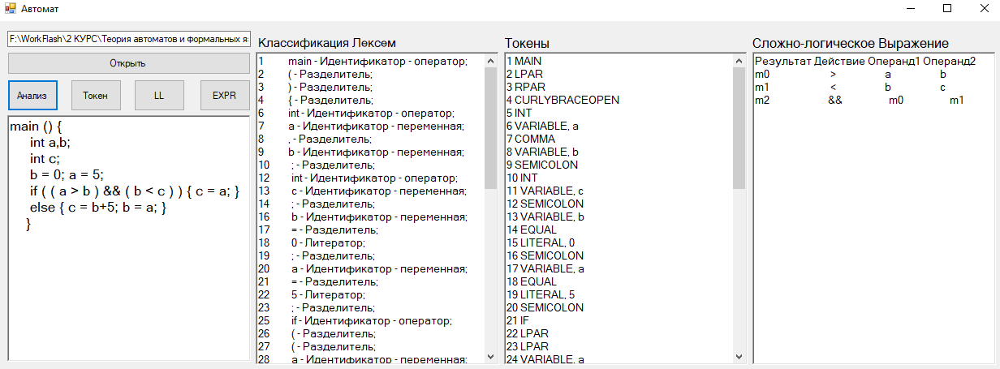 Автомат
F:\WorkFlash\2 КУРС\Теория автоматов и формальных яз
Открыть
Анализ Токен LL EXPR
main () {
int a,b;
int c;
b = 0; a = 5;
if ( ( a > b ) && ( b < c ) ) { c = a; }
else { c = b+5; b = a; }
}
Классификация Лексем
1 main - Идентификатор - оператор;
2 ( - Разделитель;
3 ) - Разделитель;
4 { - Разделитель;
6 int - Идентификатор - оператор;
7 a - Идентификатор - переменная;
8 , - Разделитель;
9 b - Идентификатор - переменная;
10 ; - Разделитель;
12 int - Идентификатор - оператор;
13 c - Идентификатор - переменная;
14 ; - Разделитель;
16 b - Идентификатор - переменная;
17 = - Разделитель;
18 0 - Литератор;
19 ; - Разделитель;
20 a - Идентификатор - переменная;
21 = - Разделитель;
22 5 - Литератор;
23 ; - Разделитель;
25 if - Идентификатор - оператор;
26 ( - Разделитель;
27 ( - Разделитель;
28 a - Идентификатор - переменная;
Токены
1 MAIN
2 LPAR
3 RPAR
4 CURLYBRACEOPEN
5 INT
6 VARIABLE, a
7 COMMA
8 VARIABLE, b
9 SEMICOLON
10 INT
11 VARIABLE, c
12 SEMICOLON
13 VARIABLE, b
14 EQUAL
15 LITERAL, 0
16 SEMICOLON
17 VARIABLE, a
18 EQUAL
19 LITERAL, 5
20 SEMICOLON
21 IF
22 LPAR
23 LPAR
24 VARIABLE, a
Сложно-логическое Выражение
Результат Действие Операнд1 Операнд2
m0 > a b
m1 < b c
m2 && m0 m1